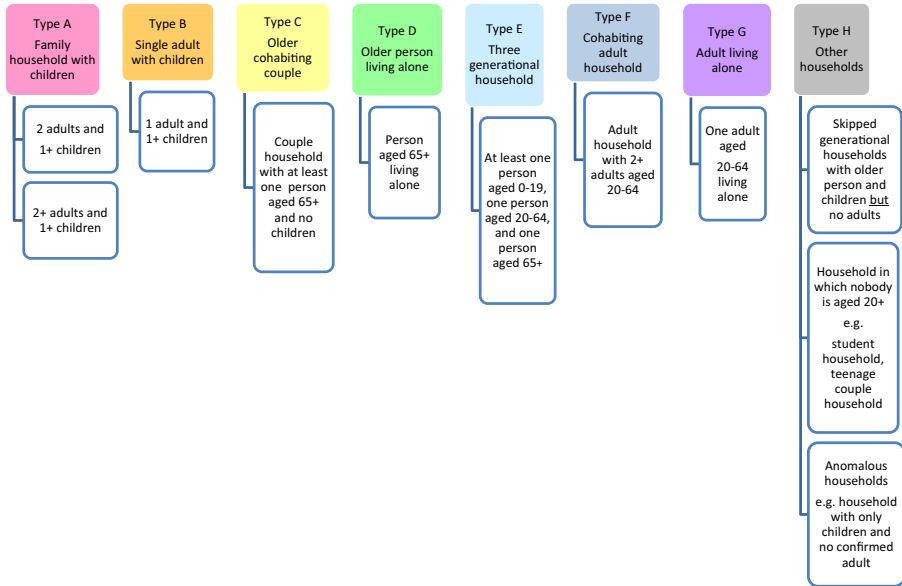 Type A
Family
household with
children
2 adults and
1+ children
2+ adults and
1+ children
Type B
Single adult
with children
1 adult and
1+ children
Type C
Older
cohabiting
couple
Couple
household
with at least
one person
aged 65+
and no
children
Type D
Older person
living alone
Person
aged 65+
living
alone
Type E
Three
generational
household
At least one
person
aged 0-19,
one person
aged 20-64,
and one
person
aged 65+
Type F
Cohabiting
adult
household
Adult
household
with 2+
adults aged
20-64
Type G
Adult living
alone
One adult
aged
20-64
living
alone
Type H
Other
households
Skipped
generational
households
with older
person and
children but
no adults
Household in
which nobody
is aged 20+
e.g.
student
household,
teenage
couple
household
Anomalous
households
e.g. household
with only
children and
no confirmed
adult